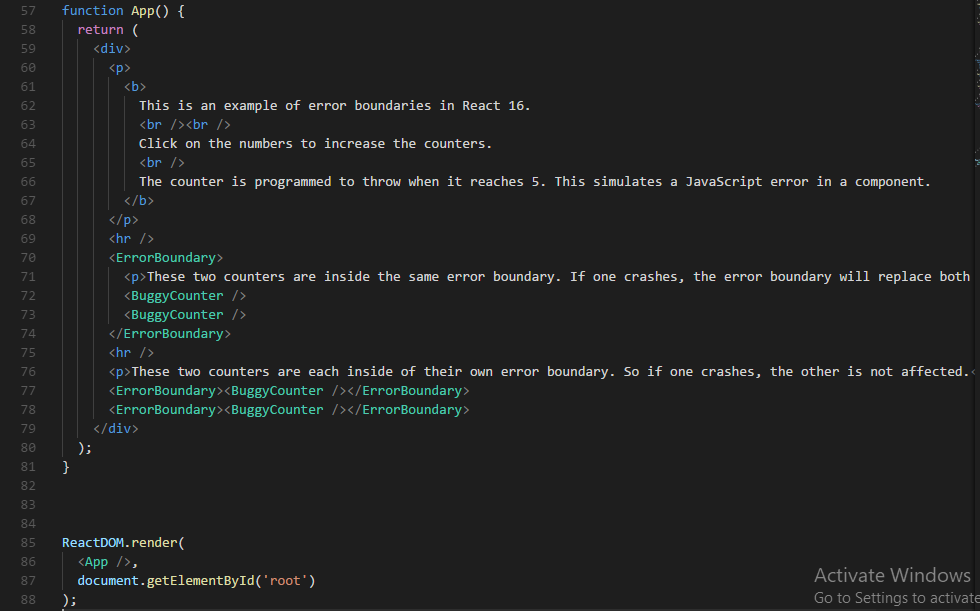 57 function App() {
58 return (
59 <div>
60 <p>
61 <b>
62 This is an example of error boundaries in React 16.
63 <br /><br />
64 Click on the numbers to increase the counters.
65 <br />
66 The counter is programmed to throw when it reaches 5. This simulates a JavaScript error in a component.
67 </b>
68 </p>
69 <hr />
70 <ErrorBoundary>
71 <p>These two counters are inside the same error boundary. If one crashes, the error boundary will replace both
72 <BuggyCounter />
73 <BuggyCounter />
74 </ErrorBoundary>
75 <hr />
76 <p>These two counters are each inside of their own error boundary. So if one crashes, the other is not affected.<
77 <ErrorBoundary><BuggyCounter /></ErrorBoundary>
78 <ErrorBoundary><BuggyCounter /></ErrorBoundary>
79 </div>
80 );
81 }
82
83
84
85 ReactDOM.render(
86 <App />,
87 document.getElementById('root')
88 );
Activate Windows
Go to Settings to activate